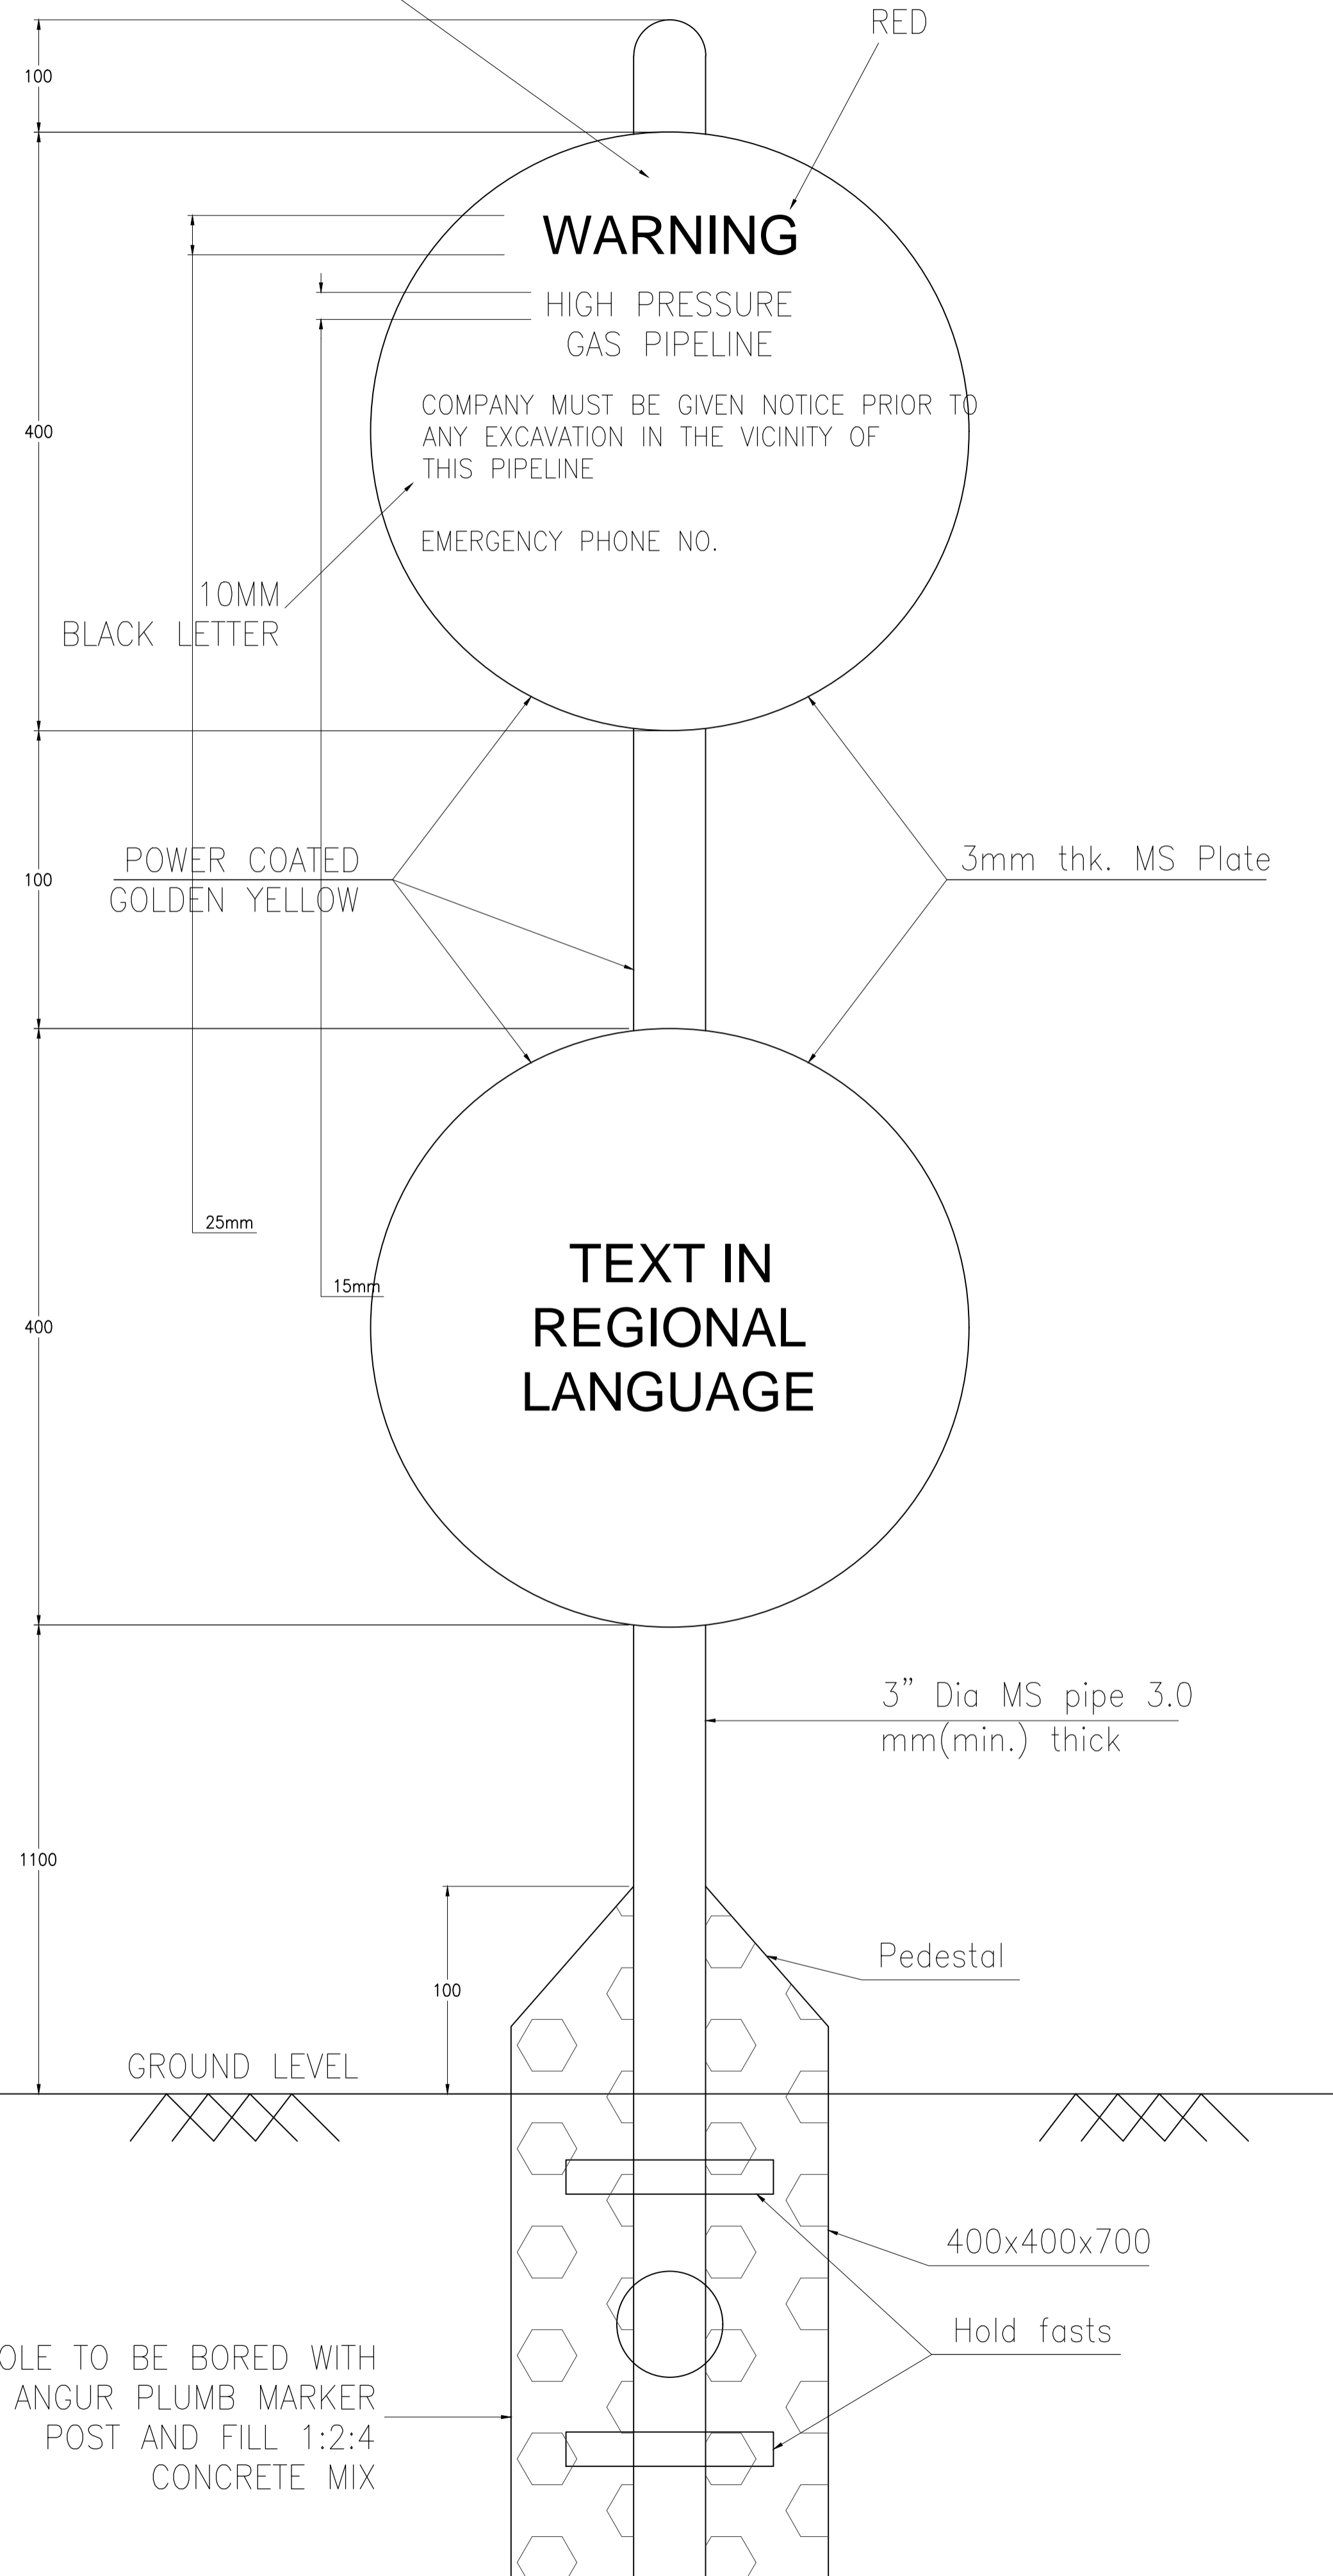 RED
100
WARNING
HIGH PRESSURE
GAS PIPELINE
COMPANY MUST BE GIVEN NOTICE PRIOR TO
ANY EXCAVATION IN THE VICINITY OF
THIS PIPELINE
400
EMERGENCY PHONE NO.
10MM
BLACK LETTER
POWER COATED
GOLDEN YELLOW
3mm thk. MS Plate
100
25mm
15mm
400
TEXT IN
REGIONAL
LANGUAGE
3" Dia MS pipe 3.0
mm(min.) thick
1100
Pedestal
100
GROUND LEVEL
400x400x700
Hold fasts
OLE TO BE BORED WITH
ANGUR PLUMB MARKER
POST AND FILL 1:2:4
CONCRETE MIX